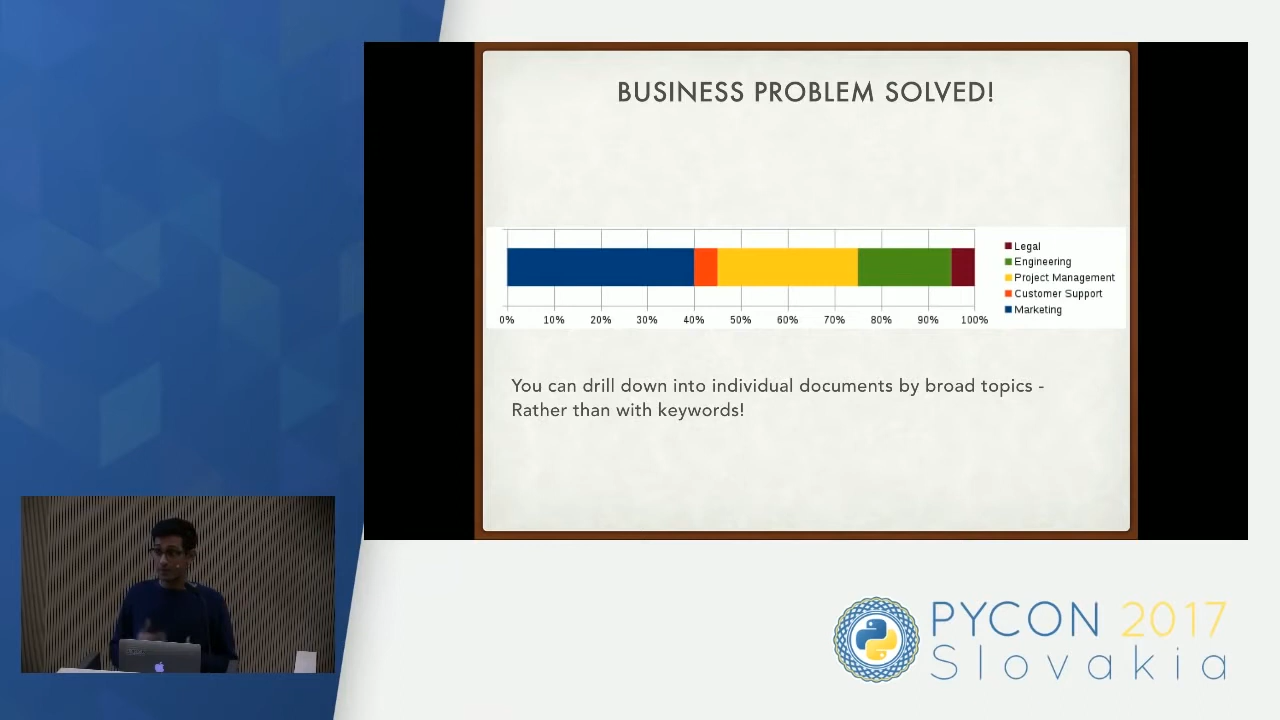 BUSINESS PROBLEM SOLVED!
Legal
Engineering
Project Management
Customer Support
Marketing
0% 10% 20% 30% 40% 50% 60% 70% 80% 90% 100%
You can drill down into individual documents by broad topics -
Rather than with keywords!
PYCON 2017
Slovakia